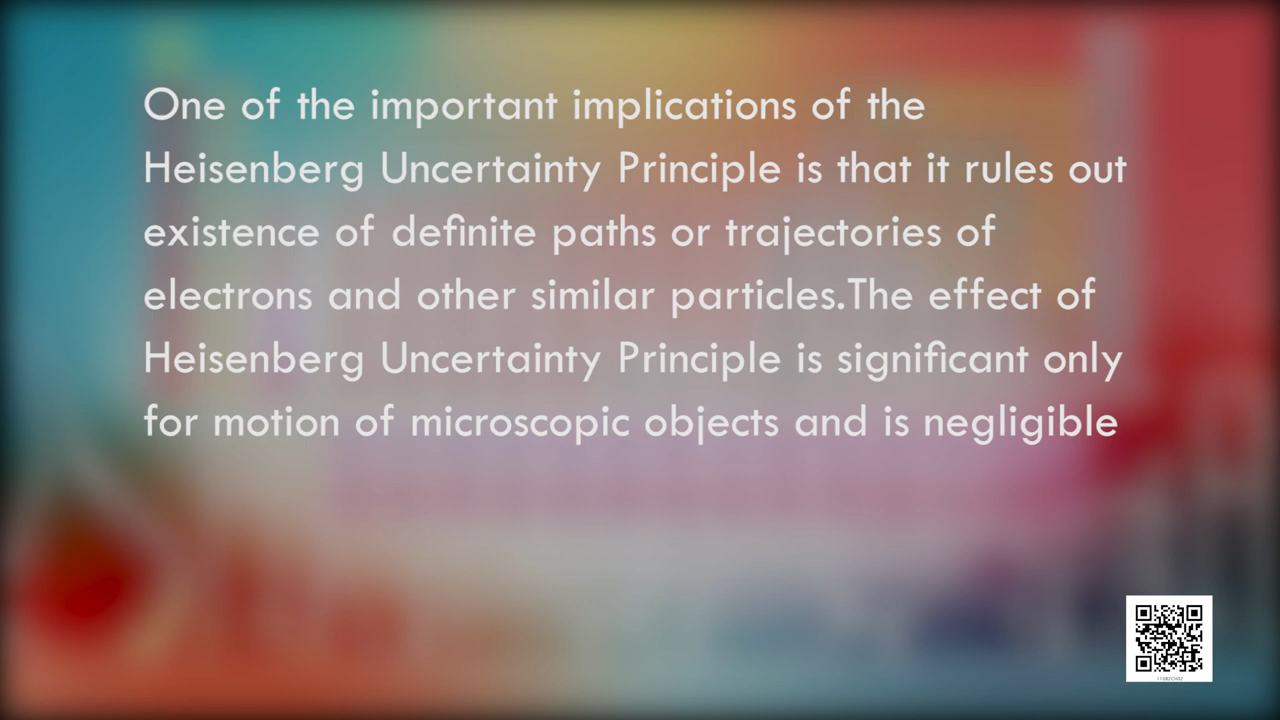 One of the important implications of the
Heisenberg Uncertainty Principle is that it rules out
existence of definite paths or trajectories of
electrons and other similar particles.The effect of
Heisenberg Uncertainty Principle is significant only
for motion of microscopic objects and is negligible